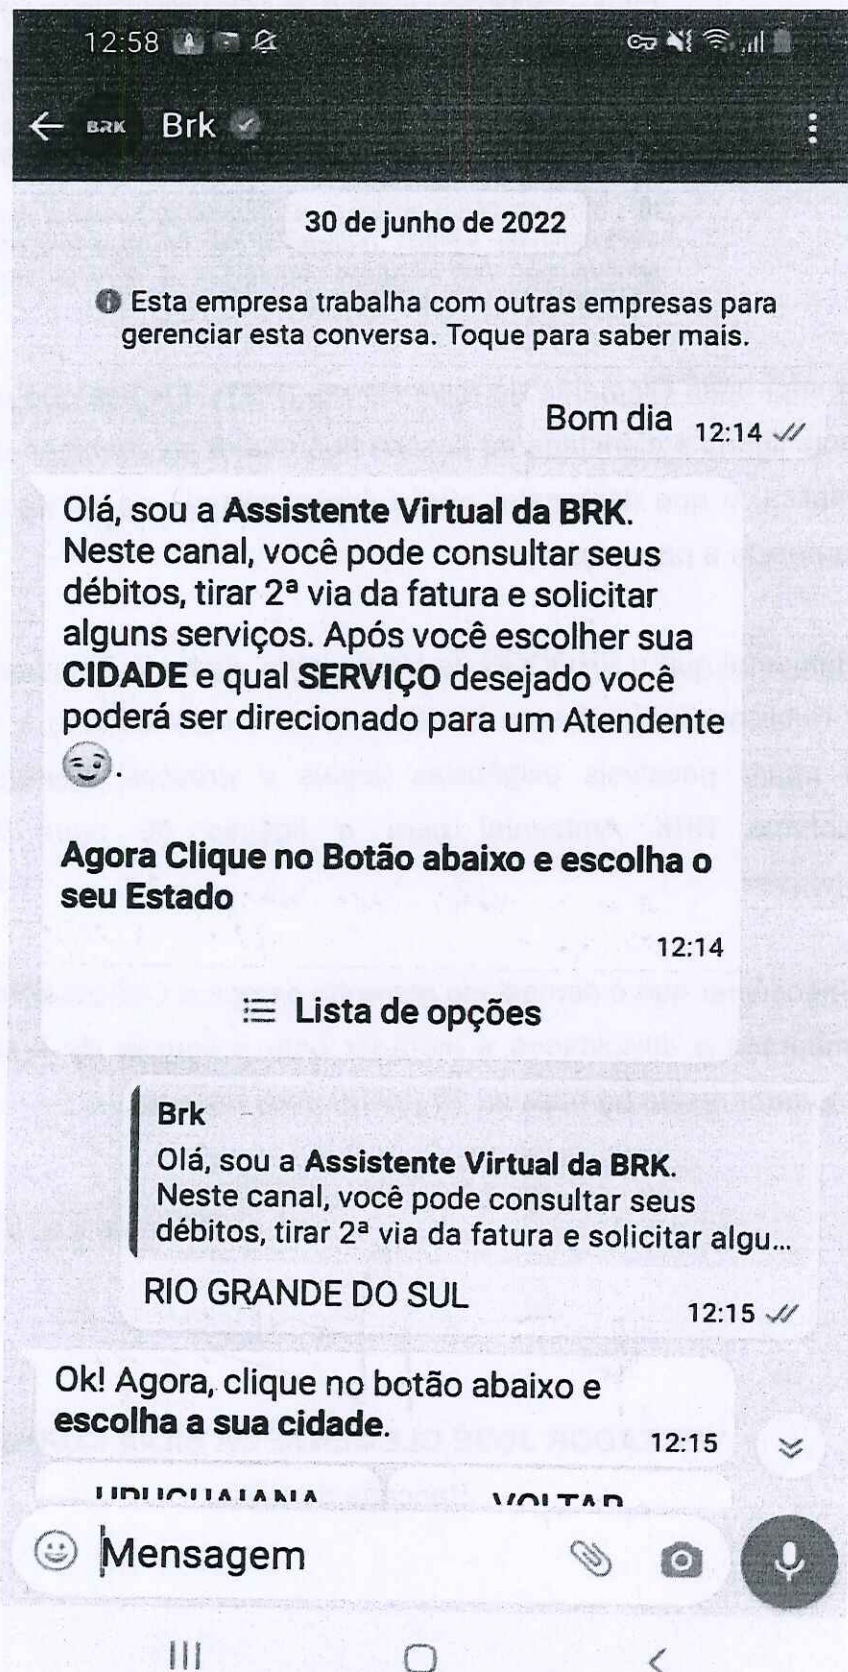 12:58
BRK Brk
30 de junho de 2022
Esta empresa trabalha com outras empresas para
gerenciar esta conversa. Toque para saber mais.
Bom dia 12:14
Olá, sou a Assistente Virtual da BRK.
Neste canal, você pode consultar seus
débitos, tirar 2ª via da fatura e solicitar
alguns serviços. Após você escolher sua
CIDADE e qual SERVIÇO desejado você
poderá ser direcionado para um Atendente
😏.
Agora Clique no Botão abaixo e escolha o
seu Estado
12:14
Lista de opções
Brk
Olá, sou a Assistente Virtual da BRK.
Neste canal, você pode consultar seus
débitos, tirar 2ª via da fatura e solicitar algu...
RIO GRANDE DO SUL 12:15
Ok! Agora, clique no botão abaixo e
escolha a sua cidade. 12:15
URUGUAIANA VOLTAR
Mensagem